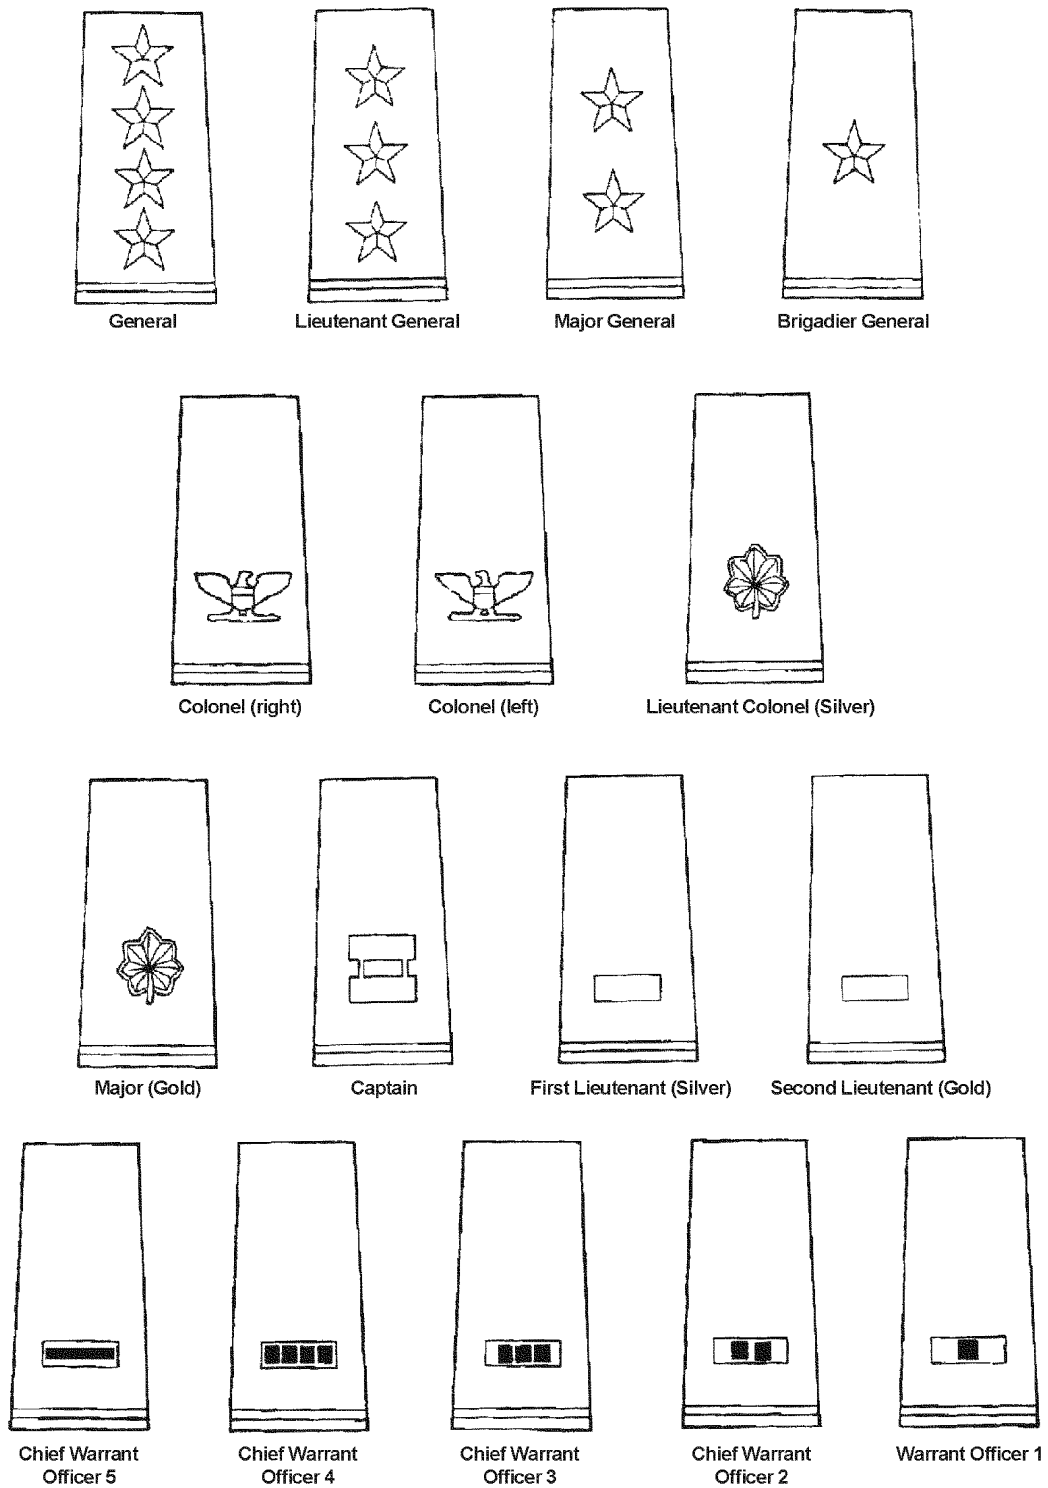 General
Lieutenant General
Major General
Brigadier General
Colonel (right)
Colonel (left)
Lieutenant Colonel (Silver)
Major (Gold)
Captain
First Lieutenant (Silver)
Second Lieutenant (Gold)
Chief Warrant
Officer 5
Chief Warrant
Officer 4
Chief Warrant
Officer 3
Chief Warrant
Officer 2
Warrant Officer 1